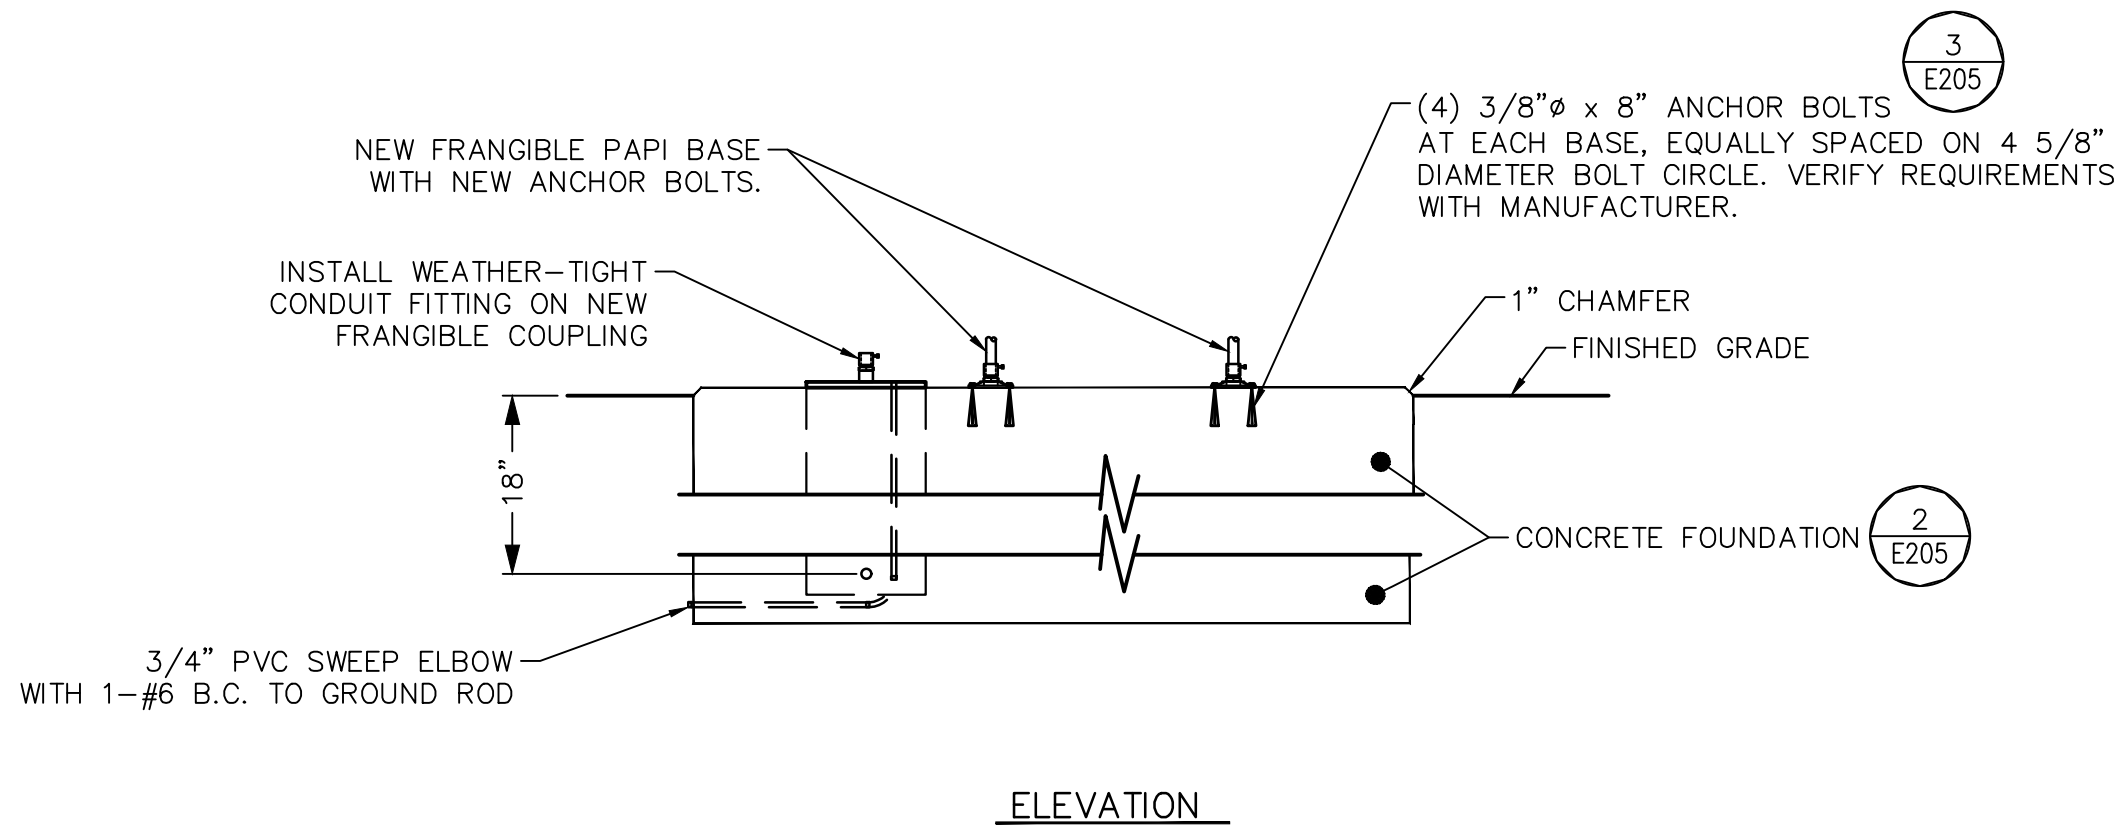 3
E205
(4) 3/8”ø x 8” ANCHOR BOLTS
AT EACH BASE, EQUALLY SPACED ON 4 5/8”
DIAMETER BOLT CIRCLE. VERIFY REQUIREMENTS
WITH MANUFACTURER.
NEW FRANGIBLE PAPI BASE
WITH NEW ANCHOR BOLTS.
INSTALL WEATHER–TIGHT
CONDUIT FITTING ON NEW
FRANGIBLE COUPLING
1” CHAMFER
FINISHED GRADE
18”
CONCRETE FOUNDATION
2
E205
3/4” PVC SWEEP ELBOW
WITH 1–#6 B.C. TO GROUND ROD
ELEVATION